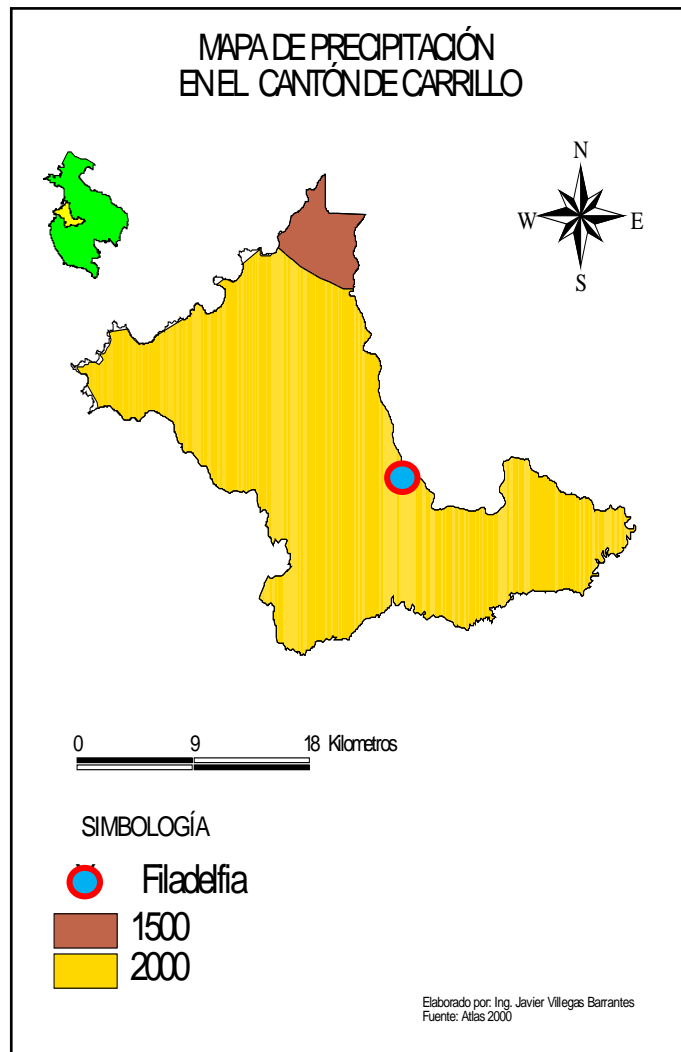 MAPA DE PRECIPITACIÓN
EN EL CANTÓN DE CARRILLO
N
W
E
S
0 9 18 Kilometros
SIMBOLOGÍA
Filadelfia
1500
2000
Elaborado por: Ing. Javier Villegas Barrantes
Fuente: Atlas 2000